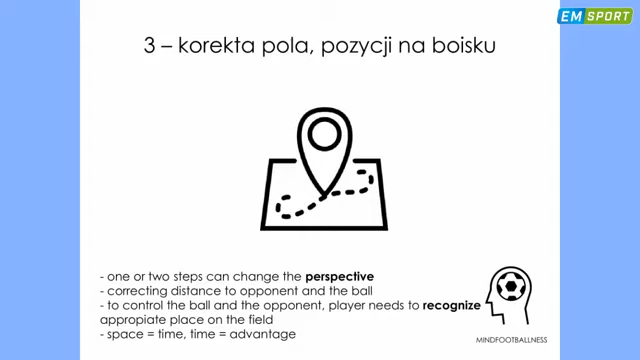 EM SPORT
3 – korekta pola, pozycji na boisku
- one or two steps can change the perspective
- correcting distance to opponent and the ball
- to control the ball and the opponent, player needs to recognize
appropiate place on the field
- space = time, time = advantage
MINDFOOTBALLNESS